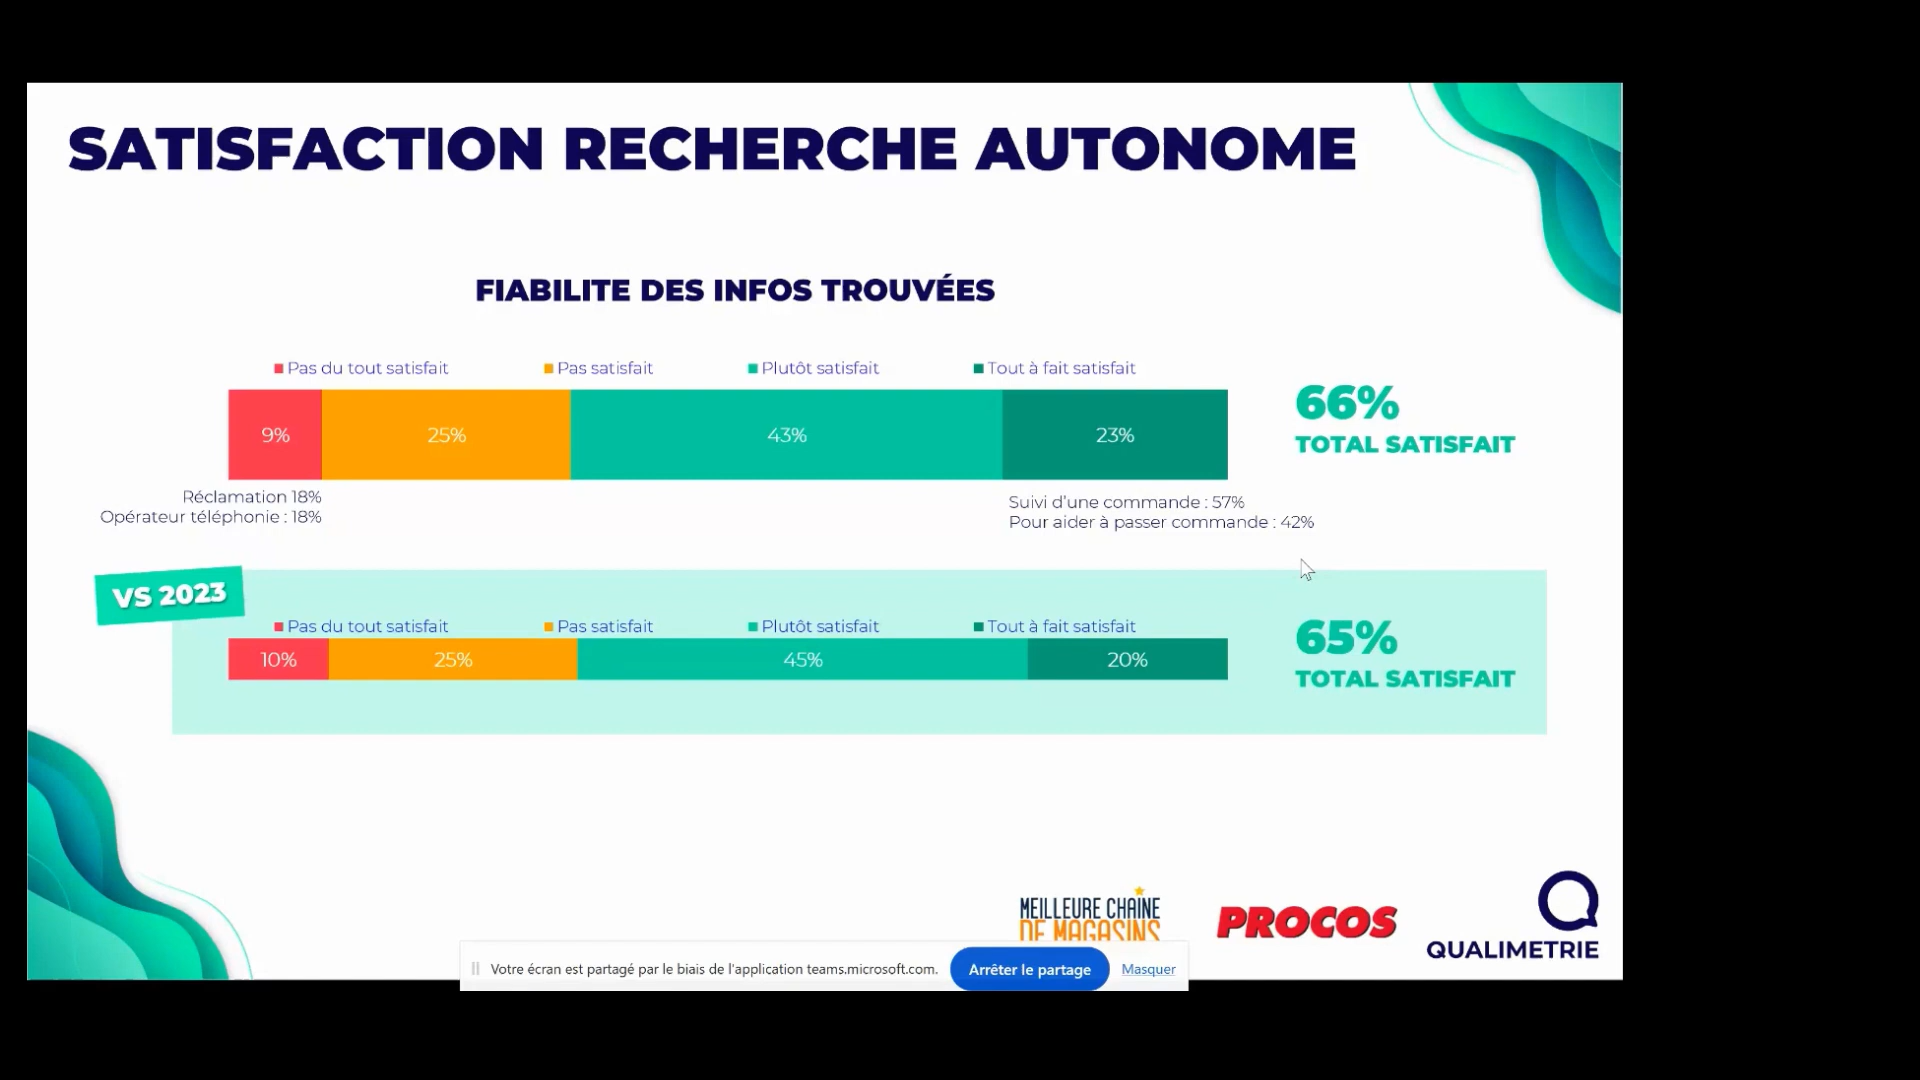 SATISFACTION RECHERCHE AUTONOME
FIABILITE DES INFOS TROUVÉES
Pas du tout satisfait Pas satisfait Plutôt satisfait Tout à fait satisfait
9% 25% 43% 23%
66%
TOTAL SATISFAIT
Réclamation 18%
Opérateur téléphonie : 18%
Suivi d'une commande : 57%
Pour aider à passer commande : 42%
VS 2023
Pas du tout satisfait Pas satisfait Plutôt satisfait Tout à fait satisfait
10% 25% 45% 20%
65%
TOTAL SATISFAIT
MEILLEURE CHAÎNE
DE MAGASINS
PROCOS
QUALIMETRIE
Votre écran est partagé par le biais de l'application teams.microsoft.com.
Arrêter le partage
Masquer